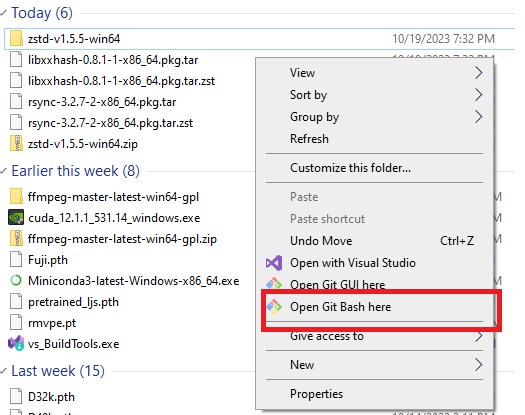 Today (6)
zstd-v1.5.5-win64
10/19/2023 7:32 PM
libxxhash-0.8.1-1-x86_64.pkg.tar
libxxhash-0.8.1-1-x86_64.pkg.tar.zst
rsync-3.2.7-2-x86_64.pkg.tar
rsync-3.2.7-2-x86_64.pkg.tar.zst
zstd-v1.5.5-win64.zip
Earlier this week (8)
ffmpeg-master-latest-win64-gpl
cuda_12.1.1_531.14_windows.exe
ffmpeg-master-latest-win64-gpl.zip
Fuji.pth
Miniconda3-latest-Windows-x86_64.exe
pretrained_ljs.pth
rmvpe.pt
vs_BuildTools.exe
Last week (15)
D32k.pth
View
Sort by
Group by
Refresh
Customize this folder...
Paste
Paste shortcut
Undo Move Ctrl+Z
Open with Visual Studio
Open Git GUI here
Open Git Bash here
Give access to
New
Properties